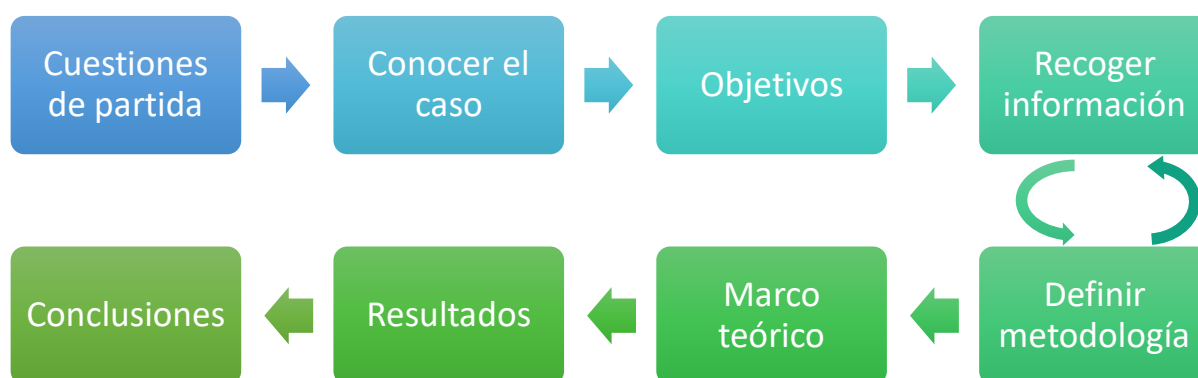 Cuestiones
de partida
Conocer el
caso
Objetivos
Recoger
información
Definir
metodología
Marco
teórico
Resultados
Conclusiones